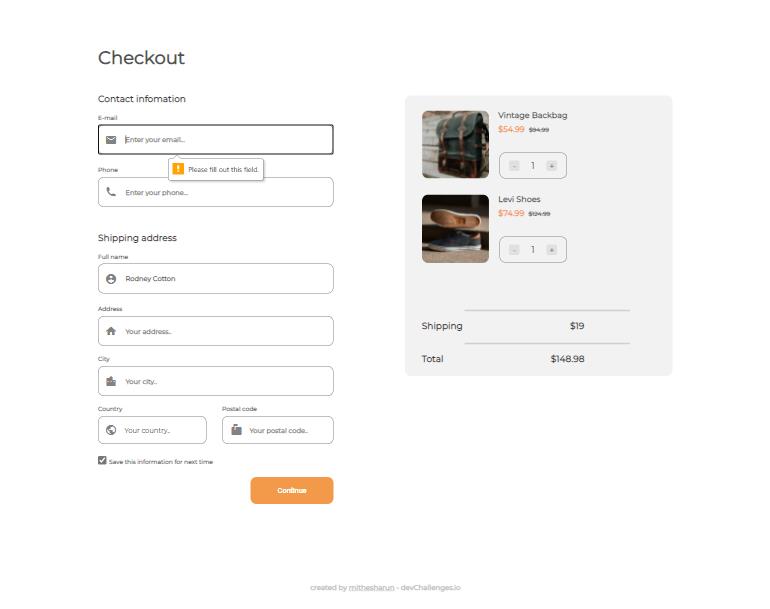 Checkout
Contact infomation
E-mail
Enter your email...
Please fill out this field.
Phone
Enter your phone...
Shipping address
Full name
Rodney Cotton
Address
Your address..
City
Your city..
Country
Your country..
Postal code
Your postal code..
Save this information for next time
Continue
Vintage Backbag
$54.99 $94.99
- 1 +
Levi Shoes
$74.99 $124.99
- 1 +
Shipping $19
Total $148.98
created by mithesharun - devChallenges.io